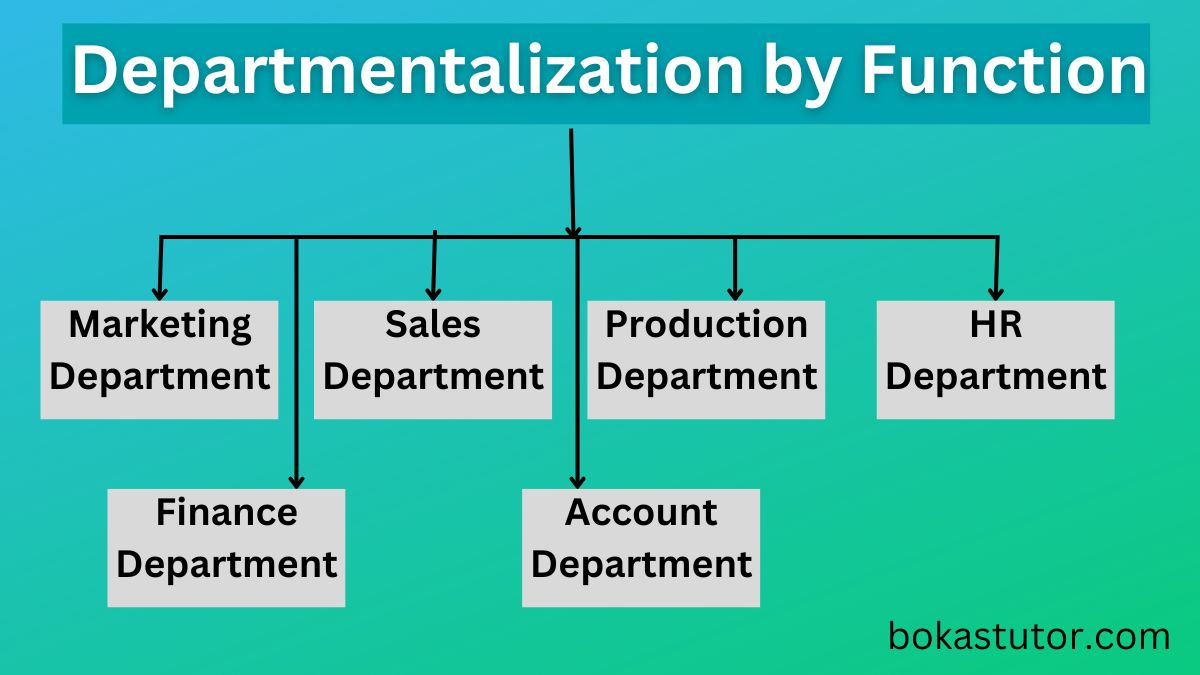 Departmentalization by Function
Marketing
Department
Sales
Department
Production
Department
HR
Department
Finance
Department
Account
Department
bokastutor.com